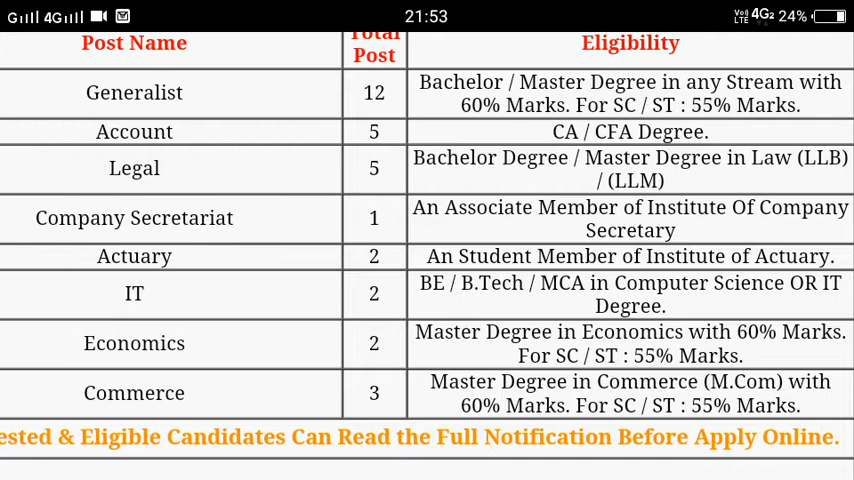 21:53
VoLTE 4G2 24%
Post Name
Total Post
Eligibility
Generalist
12
Bachelor / Master Degree in any Stream with
60% Marks. For SC / ST : 55% Marks.
Account
5
CA / CFA Degree.
Legal
5
Bachelor Degree / Master Degree in Law (LLB)
/ (LLM)
Company Secretariat
1
An Associate Member of Institute Of Company
Secretary
Actuary
2
An Student Member of Institute of Actuary.
IT
2
BE / B.Tech / MCA in Computer Science OR IT
Degree.
Economics
2
Master Degree in Economics with 60% Marks.
For SC / ST : 55% Marks.
Commerce
3
Master Degree in Commerce (M.Com) with
60% Marks. For SC / ST : 55% Marks.
ested & Eligible Candidates Can Read the Full Notification Before Apply Online.